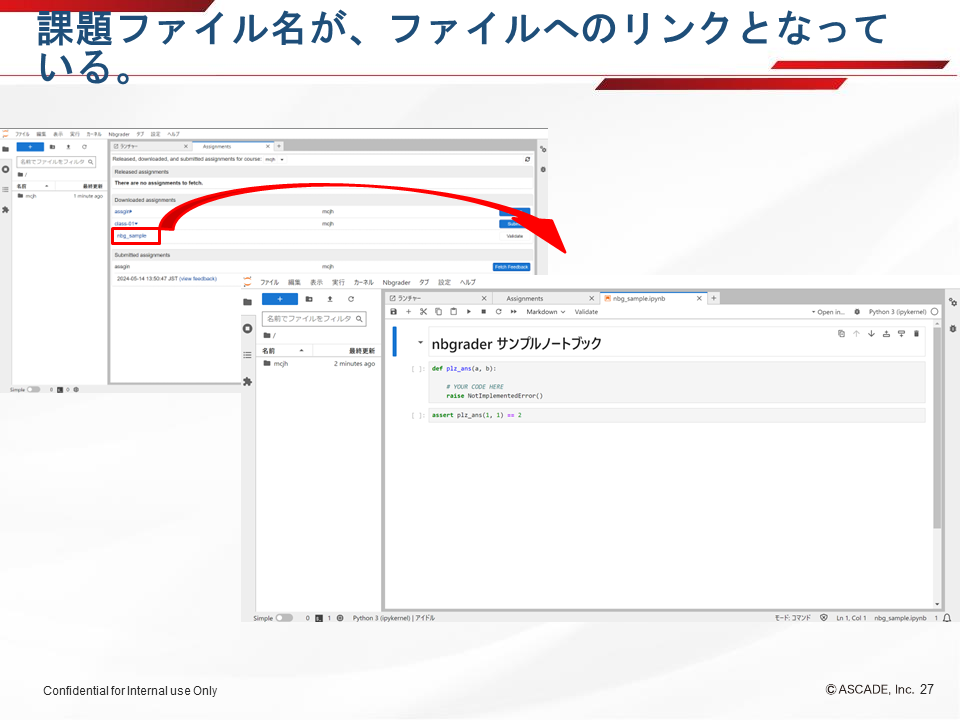 課題ファイル名が、ファイルへのリンクとなって
いる。
ファイル 編集 表示 実行 カーネル Nbgrader タブ 設定 ヘルプ
ランチャー Assignments
名前でファイルをフィルタ
Released, downloaded, and submitted assignments for course: mcjh
/
Released assignments
名前 最終更新
There are no assignments to fetch.
mcjh 1 minute ago
Downloaded assignments
assgin mcjh
class-01 mcjh
nbg_sample Validate
Submitted assignments
assgin mcjh Fetch Feedback
2024-05-14 13:50:47 JST (view feedback)
Simple 0 0
ファイル 編集 表示 実行 カーネル Nbgrader タブ 設定 ヘルプ
ランチャー Assignments nbg_sample.ipynb
名前でファイルをフィルタ
Markdown Validate Open in... Python 3 (ipykernel)
/
名前 最終更新
mcjh 2 minutes ago
nbgrader サンプルノートブック
[ ]: def plz_ans(a, b):
# YOUR CODE HERE
raise NotImplementedError()
[ ]: assert plz_ans(1, 1) == 2
Simple 0 1 Python 3 (ipykernel) | アイドル モード: コマンド Ln 1, Col 1 nbg_sample.ipynb 1
Confidential for Internal use Only
© ASCADE, Inc. 27